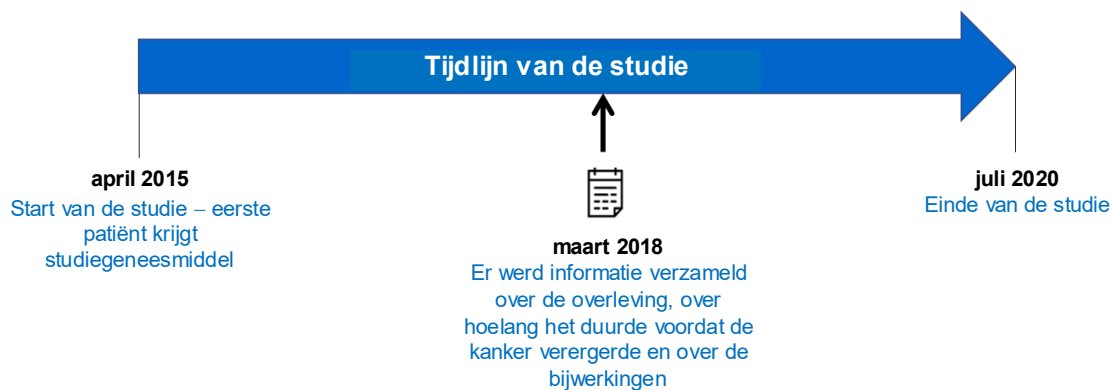 Tijdlijn van de studie
april 2015
Start van de studie – eerste
patiënt krijgt
studiegeneesmiddel
maart 2018
Er werd informatie verzameld
over de overleving, over
hoelang het duurde voordat de
kanker verergerde en over de
bijwerkingen
juli 2020
Einde van de studie